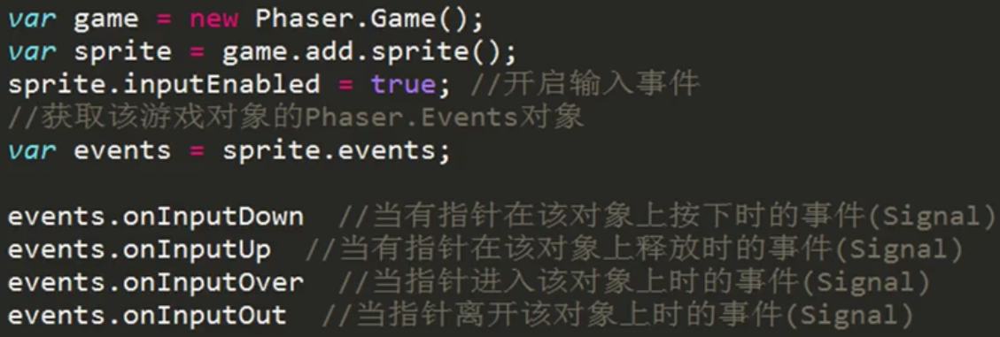 var game = new Phaser.Game();
var sprite = game.add.sprite();
sprite.inputEnabled = true; //开启输入事件
//获取该游戏对象的Phaser.Events对象
var events = sprite.events;
events.onInputDown //当有指针在该对象上按下时的事件(Signal)
events.onInputUp //当有指针在该对象上释放时的事件(Signal)
events.onInputOver //当指针进入该对象上时的事件(Signal)
events.onInputOut //当指针离开该对象上时的事件(Signal)